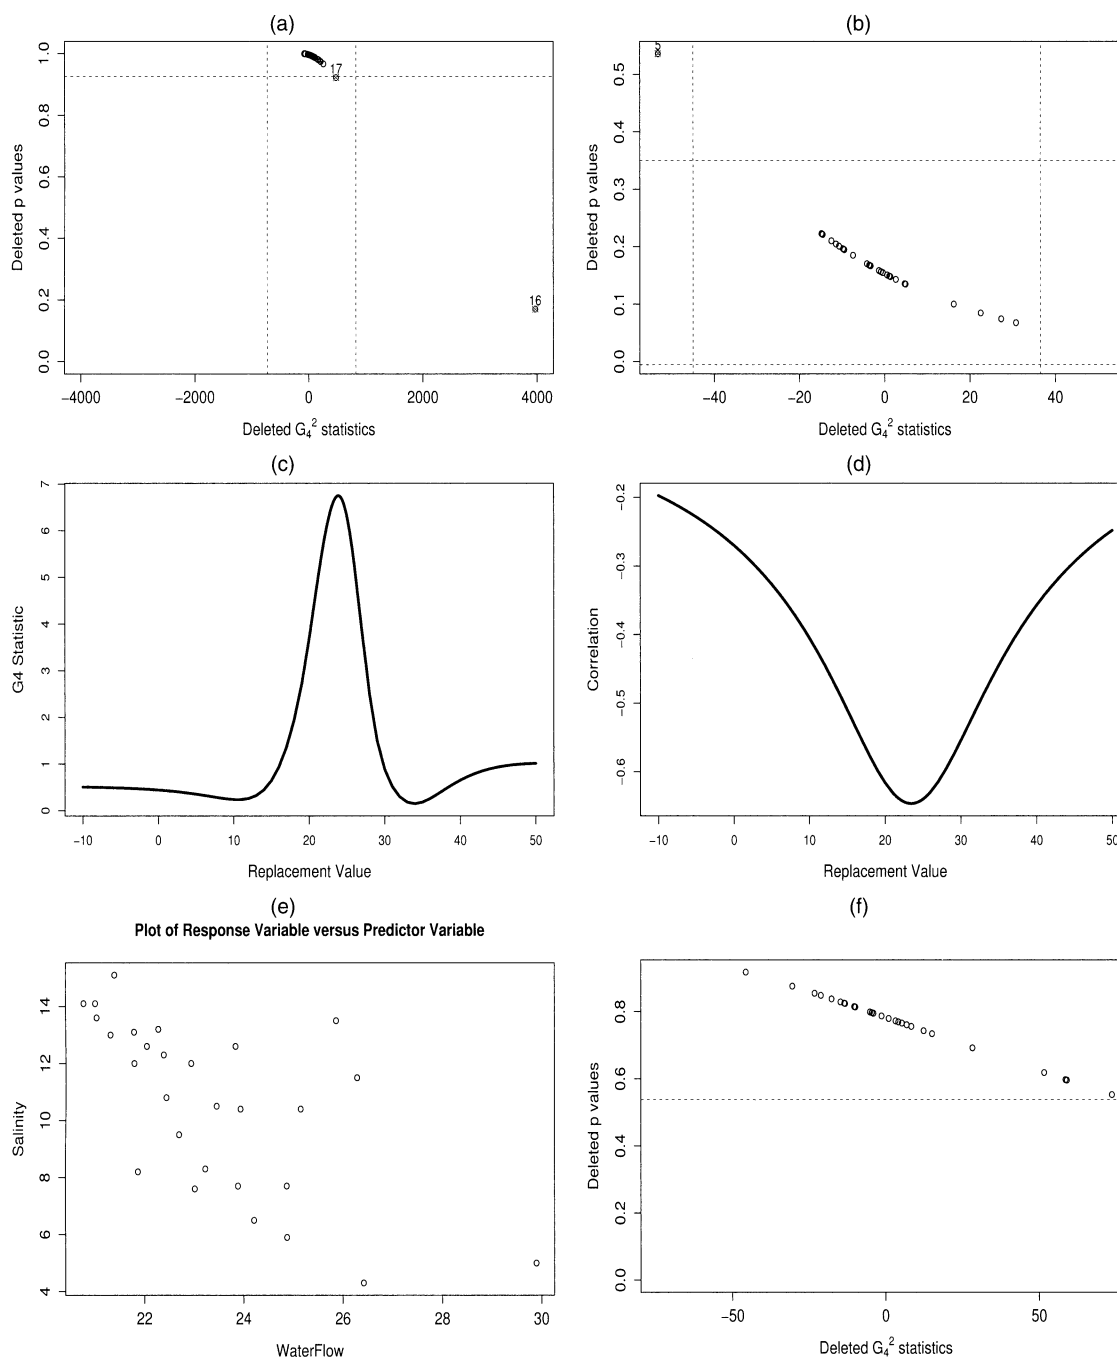 (a)
1.0
0.8
0.6
0.4
0.2
0.0
Deleted p values
17
16
−4000 −2000 0 2000 4000
Deleted G₄² statistics
(b)
0.5
0.4
0.3
0.2
0.1
0.0
Deleted p values
5
−40 −20 0 20 40
Deleted G₄² statistics
(c)
7
6
5
4
3
2
1
0
G4 Statistic
−10 0 10 20 30 40 50
Replacement Value
(d)
−0.2
−0.3
−0.4
−0.5
−0.6
Correlation
−10 0 10 20 30 40 50
Replacement Value
(e)
Plot of Response Variable versus Predictor Variable
14
12
10
8
6
4
Salinity
22 24 26 28 30
WaterFlow
(f)
0.8
0.6
0.4
0.2
0.0
Deleted p values
−50 0 50
Deleted G₄² statistics